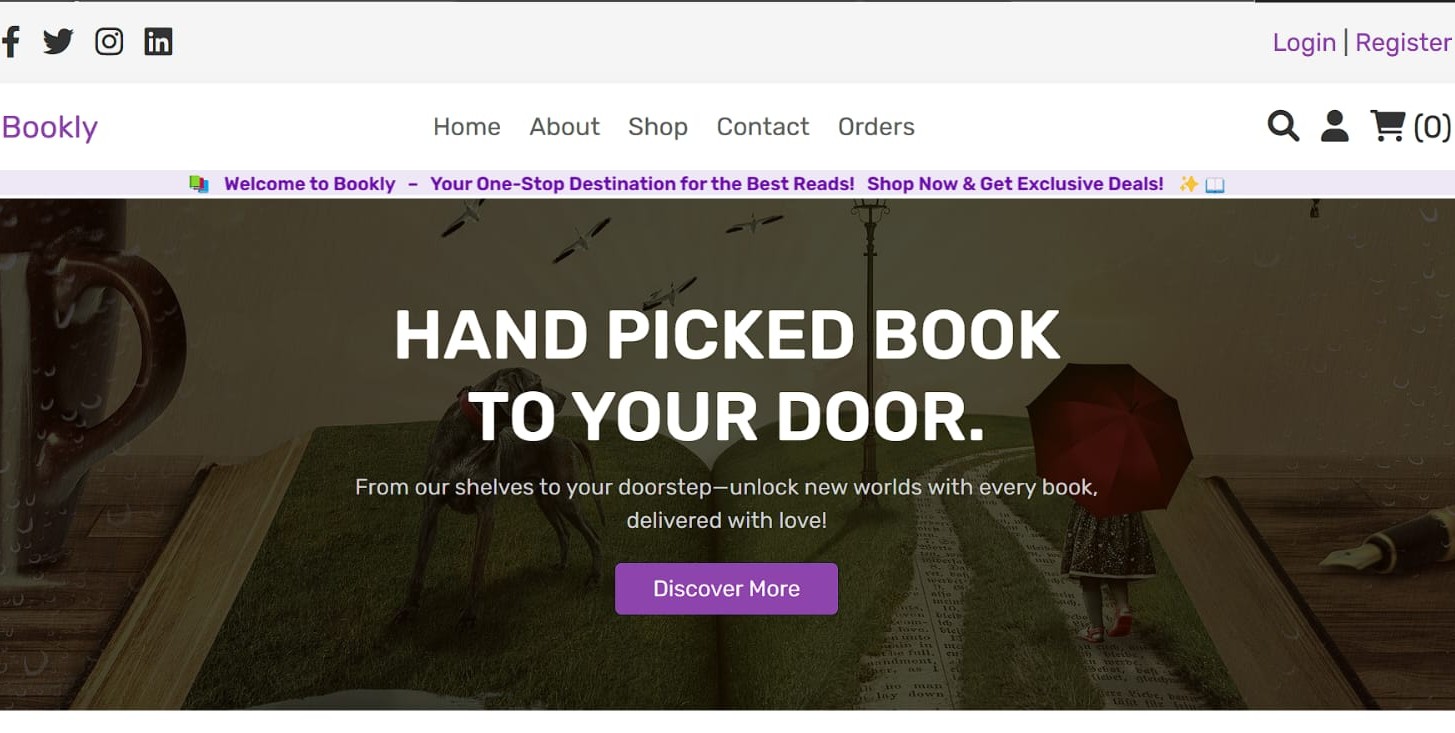 Login | Register
Bookly
Home About Shop Contact Orders
(0)
Welcome to Bookly – Your One-Stop Destination for the Best Reads! Shop Now & Get Exclusive Deals!
HAND PICKED BOOK
TO YOUR DOOR.
From our shelves to your doorstep—unlock new worlds with every book,
delivered with love!
Discover More